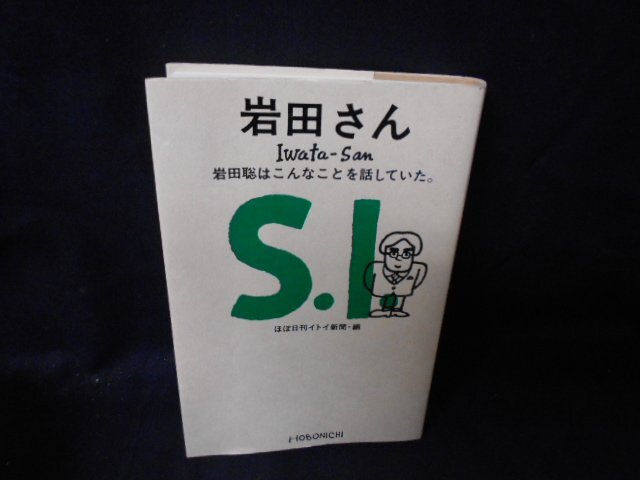 岩田さん
Iwata-San
岩田聡はこんなことを話していた。
S.I.
ほぼ日刊イトイ新聞・編
HOBONICHI